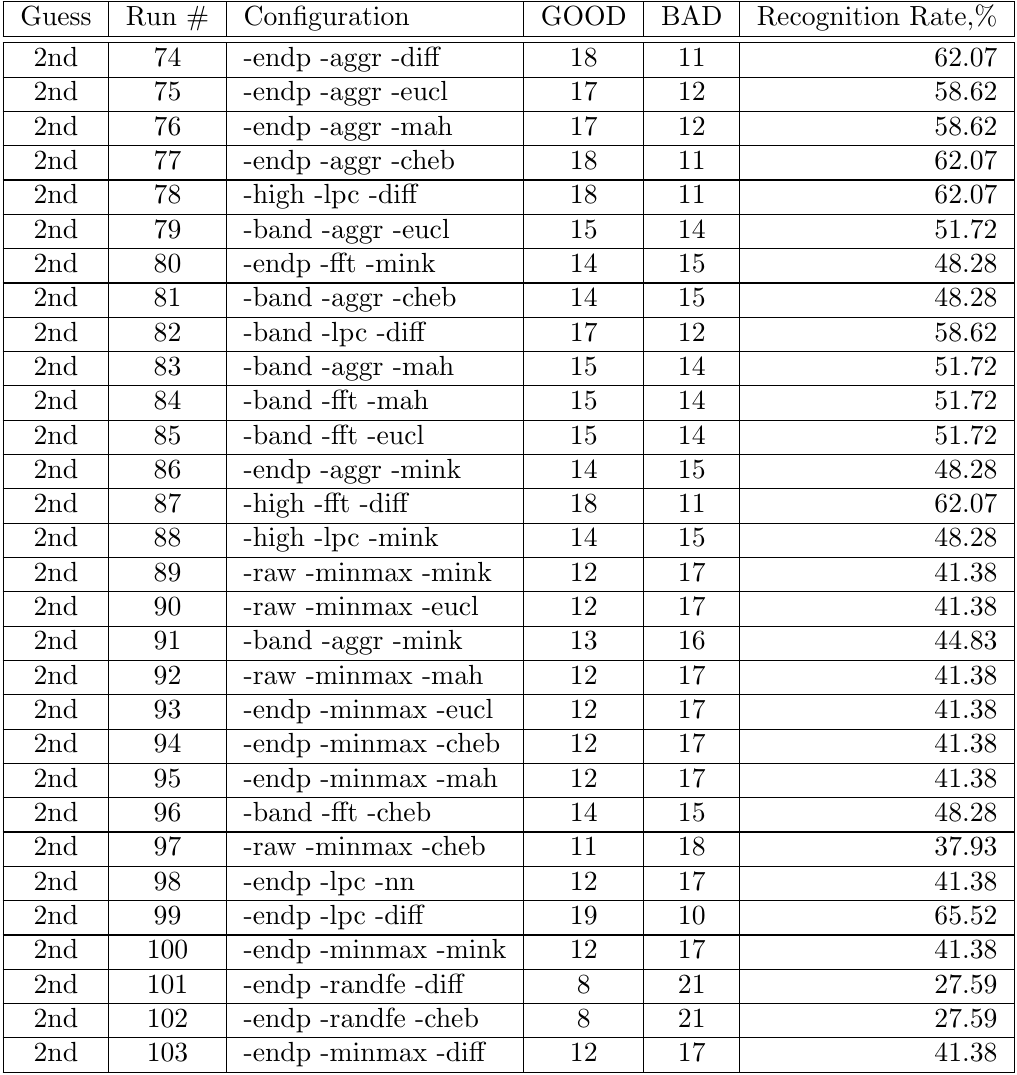 Guess Run # Configuration GOOD BAD Recognition Rate,%
2nd 74 -endp -aggr -diff 18 11 62.07
2nd 75 -endp -aggr -eucl 17 12 58.62
2nd 76 -endp -aggr -mah 17 12 58.62
2nd 77 -endp -aggr -cheb 18 11 62.07
2nd 78 -high -lpc -diff 18 11 62.07
2nd 79 -band -aggr -eucl 15 14 51.72
2nd 80 -endp -fft -mink 14 15 48.28
2nd 81 -band -aggr -cheb 14 15 48.28
2nd 82 -band -lpc -diff 17 12 58.62
2nd 83 -band -aggr -mah 15 14 51.72
2nd 84 -band -fft -mah 15 14 51.72
2nd 85 -band -fft -eucl 15 14 51.72
2nd 86 -endp -aggr -mink 14 15 48.28
2nd 87 -high -fft -diff 18 11 62.07
2nd 88 -high -lpc -mink 14 15 48.28
2nd 89 -raw -minmax -mink 12 17 41.38
2nd 90 -raw -minmax -eucl 12 17 41.38
2nd 91 -band -aggr -mink 13 16 44.83
2nd 92 -raw -minmax -mah 12 17 41.38
2nd 93 -endp -minmax -eucl 12 17 41.38
2nd 94 -endp -minmax -cheb 12 17 41.38
2nd 95 -endp -minmax -mah 12 17 41.38
2nd 96 -band -fft -cheb 14 15 48.28
2nd 97 -raw -minmax -cheb 11 18 37.93
2nd 98 -endp -lpc -nn 12 17 41.38
2nd 99 -endp -lpc -diff 19 10 65.52
2nd 100 -endp -minmax -mink 12 17 41.38
2nd 101 -endp -randfe -diff 8 21 27.59
2nd 102 -endp -randfe -cheb 8 21 27.59
2nd 103 -endp -minmax -diff 12 17 41.38